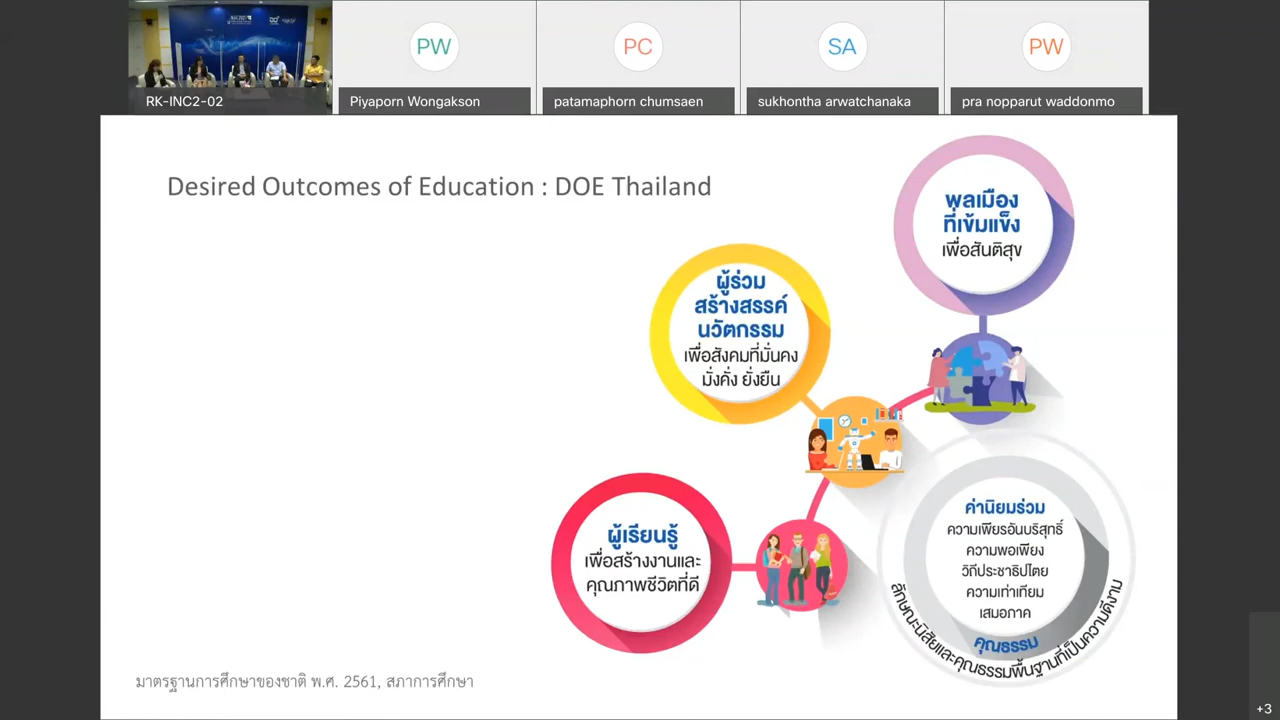 PW
PC
SA
PW
RK-INC2-02
Piyaporn Wongakson
patamaphorn chumsaen
sukhontha arwatchanaka
pra nopparut waddonmo
Desired Outcomes of Education : DOE Thailand
พลเมือง
ที่เข้มแข็ง
เพื่อสันติสุข
ผู้ร่วม
สร้างสรรค์
นวัตกรรม
เพื่อสังคมที่มั่นคง
มั่งคั่ง ยั่งยืน
ผู้เรียนรู้
เพื่อสร้างงานและ
คุณภาพชีวิตที่ดี
ค่านิยมร่วม
ความเพียรอันบริสุทธิ์
ความพอเพียง
วิถีประชาธิปไตย
ความเท่าเทียม
เสมอภาค
คุณธรรม
ลักษณะนิสัยและคุณธรรมพื้นฐานที่เป็นความดีงาม
มาตรฐานการศึกษาของชาติ พ.ศ. 2561, สภาการศึกษา
+3